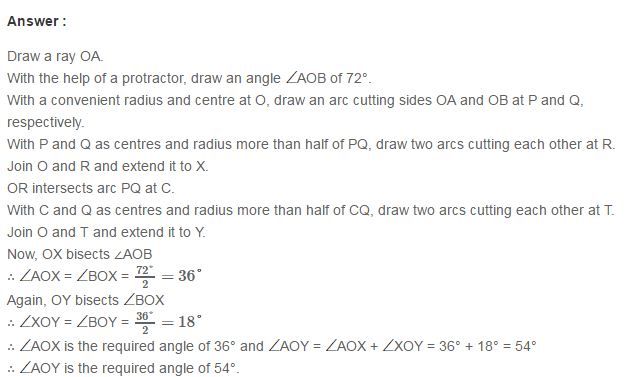 Answer :
Draw a ray OA.
With the help of a protractor, draw an angle ∠AOB of 72°.
With a convenient radius and centre at O, draw an arc cutting sides OA and OB at P and Q,
respectively.
With P and Q as centres and radius more than half of PQ, draw two arcs cutting each other at R.
Join O and R and extend it to X.
OR intersects arc PQ at C.
With C and Q as centres and radius more than half of CQ, draw two arcs cutting each other at T.
Join O and T and extend it to Y.
Now, OX bisects ∠AOB
∴ ∠AOX = ∠BOX = 72°/2 = 36°
Again, OY bisects ∠BOX
∴ ∠XOY = ∠BOY = 36°/2 = 18°
∴ ∠AOX is the required angle of 36° and ∠AOY = ∠AOX + ∠XOY = 36° + 18° = 54°
∴ ∠AOY is the required angle of 54°.